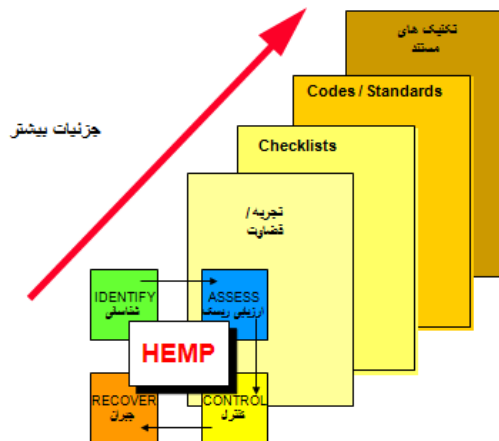 تکنیک های
مستند
Codes / Standards
Checklists
جزئیات بیشتر
تجربه /
قضاوت
IDENTIFY
شناسائی
ASSESS
ارزیابی ریسک
HEMP
RECOVER
جبران
CONTROL
کنترل